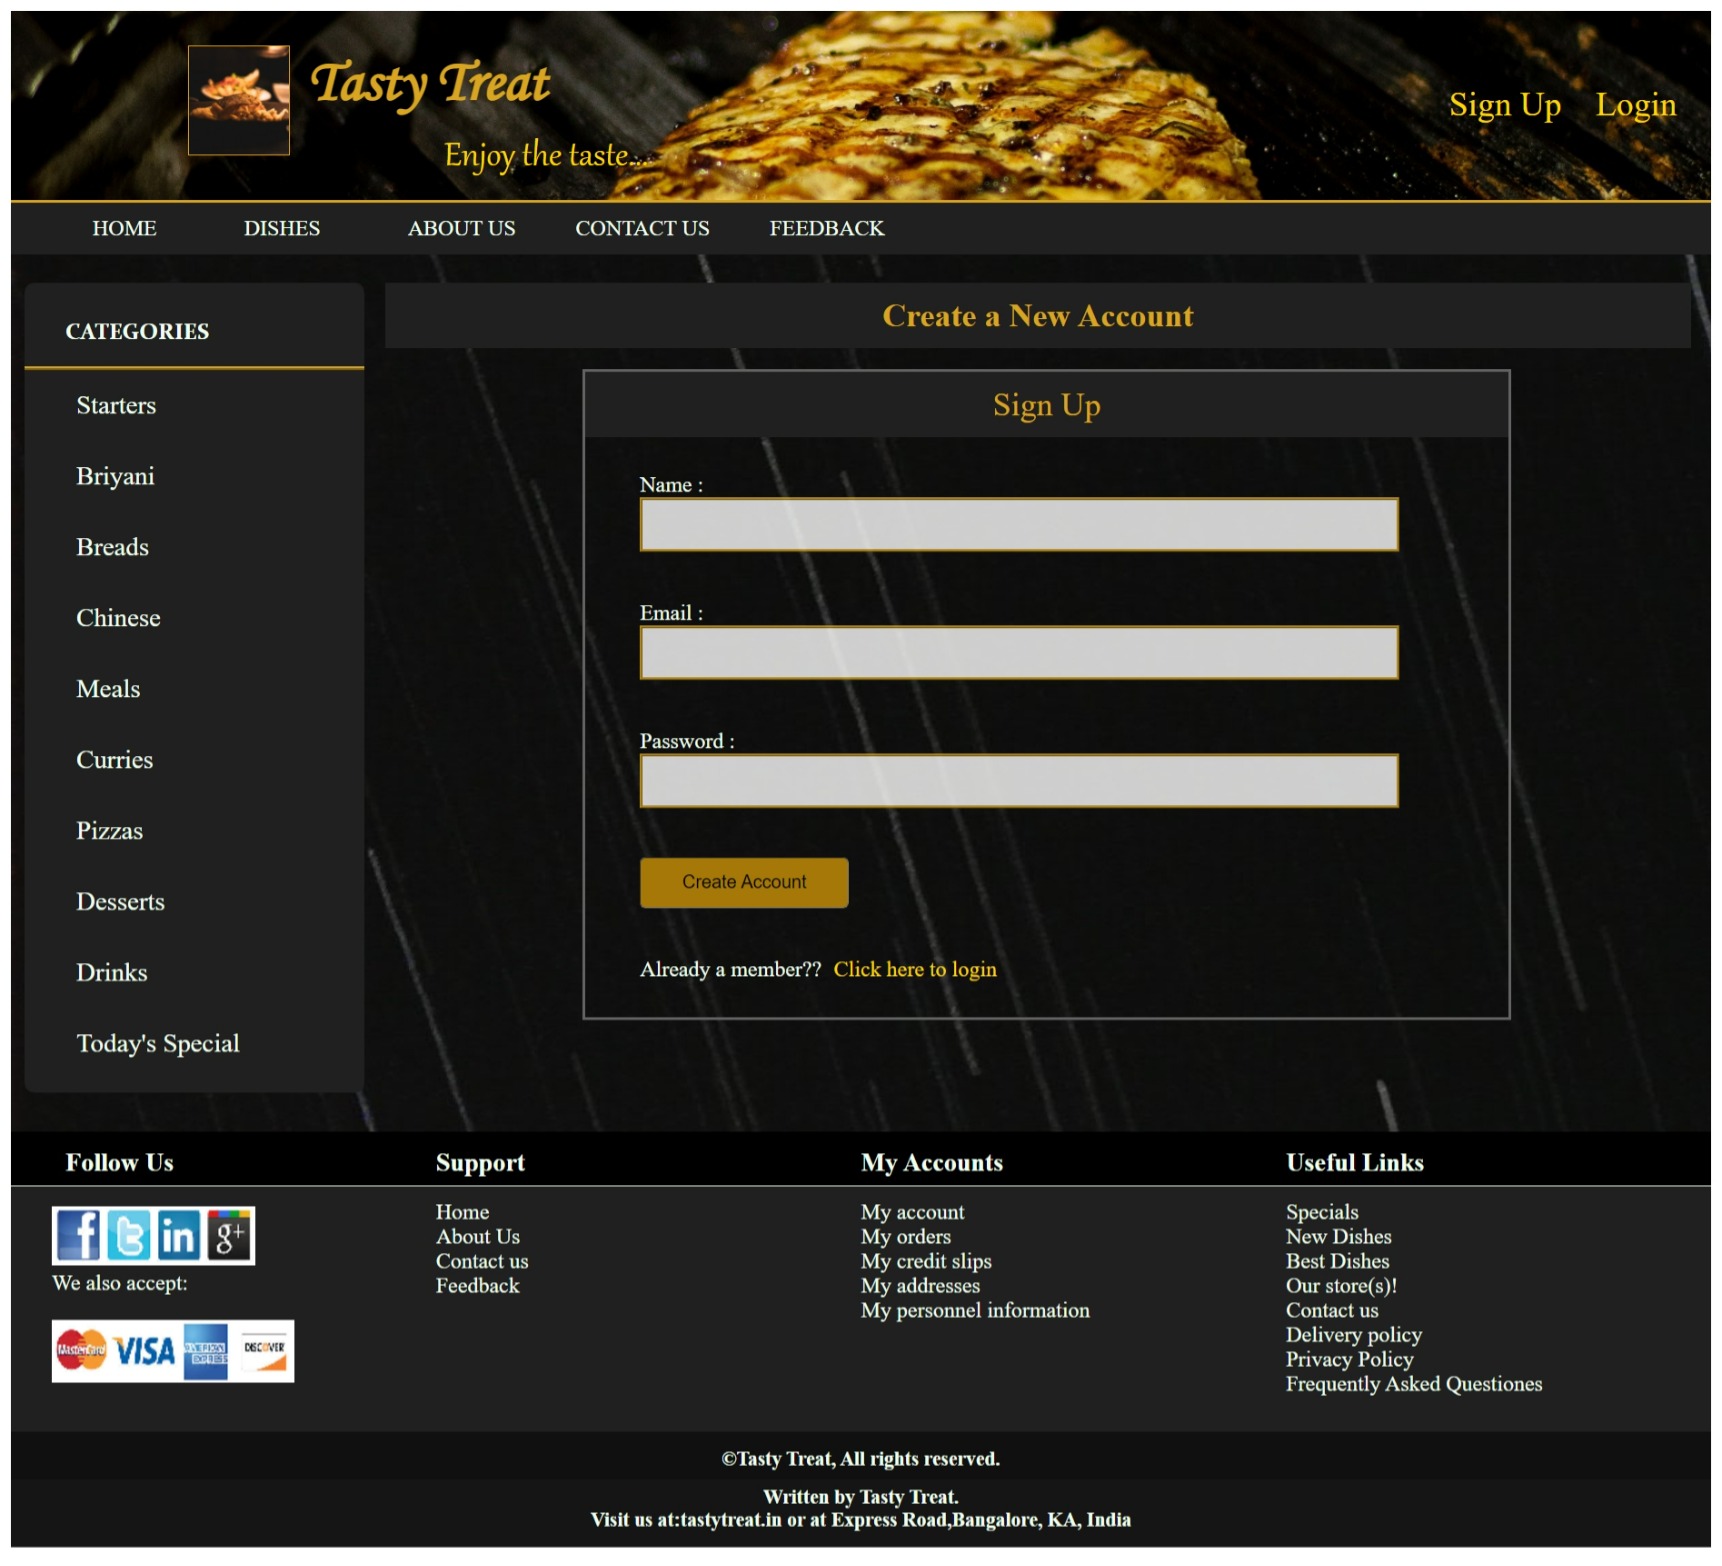 Tasty Treat
Enjoy the taste...
Sign Up Login
HOME DISHES ABOUT US CONTACT US FEEDBACK
CATEGORIES
Starters
Briyani
Breads
Chinese
Meals
Curries
Pizzas
Desserts
Drinks
Today's Special
Create a New Account
Sign Up
Name :
Email :
Password :
Create Account
Already a member?? Click here to login
Follow Us
We also accept:
MasterCard VISA AMERICAN EXPRESS DISCOVER
Support
Home
About Us
Contact us
Feedback
My Accounts
My account
My orders
My credit slips
My addresses
My personnel information
Useful Links
Specials
New Dishes
Best Dishes
Our store(s)!
Contact us
Delivery policy
Privacy Policy
Frequently Asked Questiones
©Tasty Treat, All rights reserved.
Written by Tasty Treat.
Visit us at:tastytreat.in or at Express Road,Bangalore, KA, India